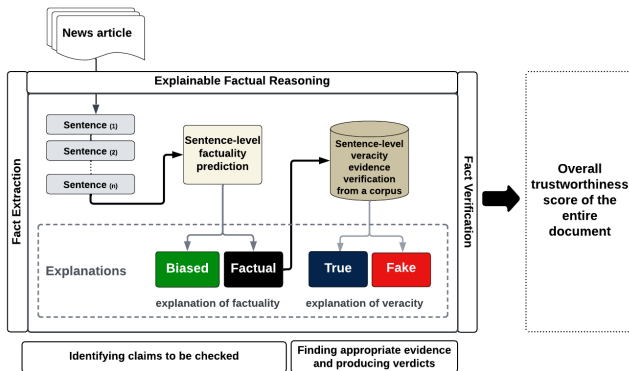 News article
Explainable Factual Reasoning
Fact Extraction
Sentence (1)
Sentence (2)
Sentence (n)
Sentence-level
factuality
prediction
Sentence-level
veracity
evidence
verification
from a corpus
Fact Verification
Overall
trustworthiness
score of the
entire
document
Explanations
Biased
Factual
True
Fake
explanation of factuality
explanation of veracity
Identifying claims to be checked
Finding appropriate evidence
and producing verdicts